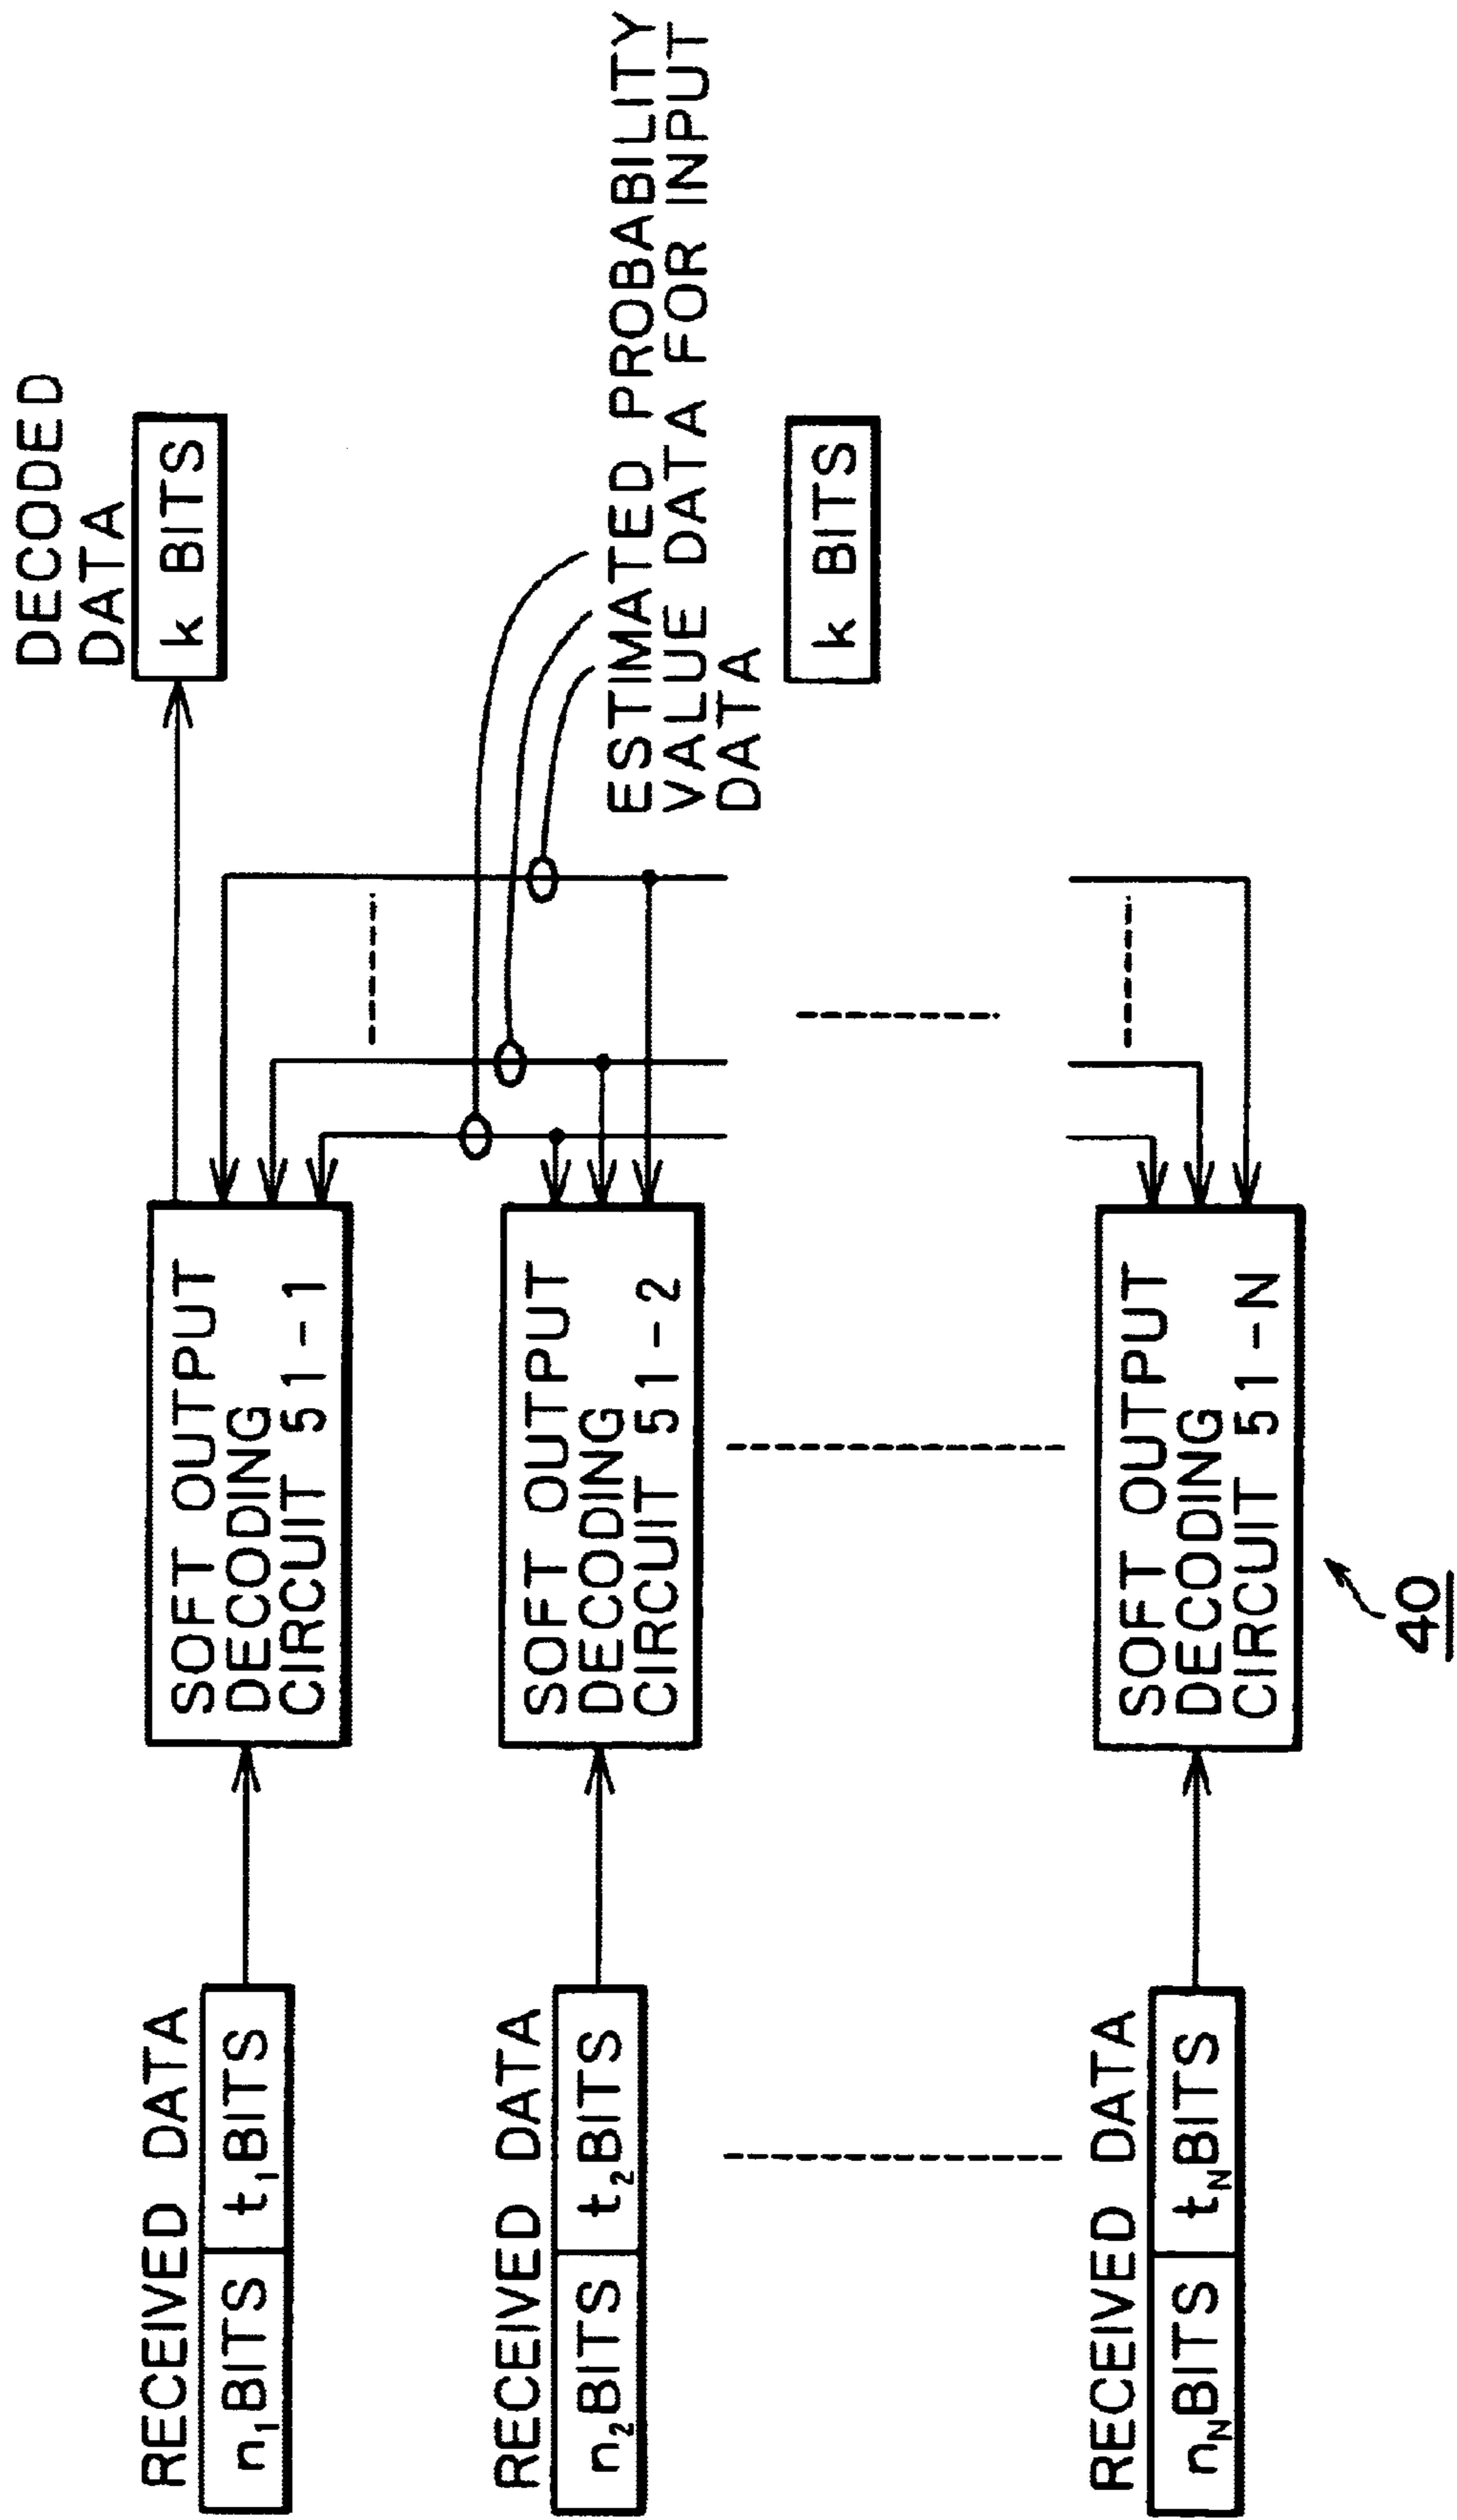 DECODED
DATA
k BITS
RECEIVED DATA
n₁BITS t₁BITS
SOFT OUTPUT
DECODING
CIRCUIT 51-1
ESTIMATED PROBABILITY
VALUE DATA FOR INPUT
DATA
k BITS
RECEIVED DATA
n₂BITS t₂BITS
SOFT OUTPUT
DECODING
CIRCUIT 51-2
RECEIVED DATA
n_NBITS t_NBITS
SOFT OUTPUT
DECODING
CIRCUIT 51-N
40